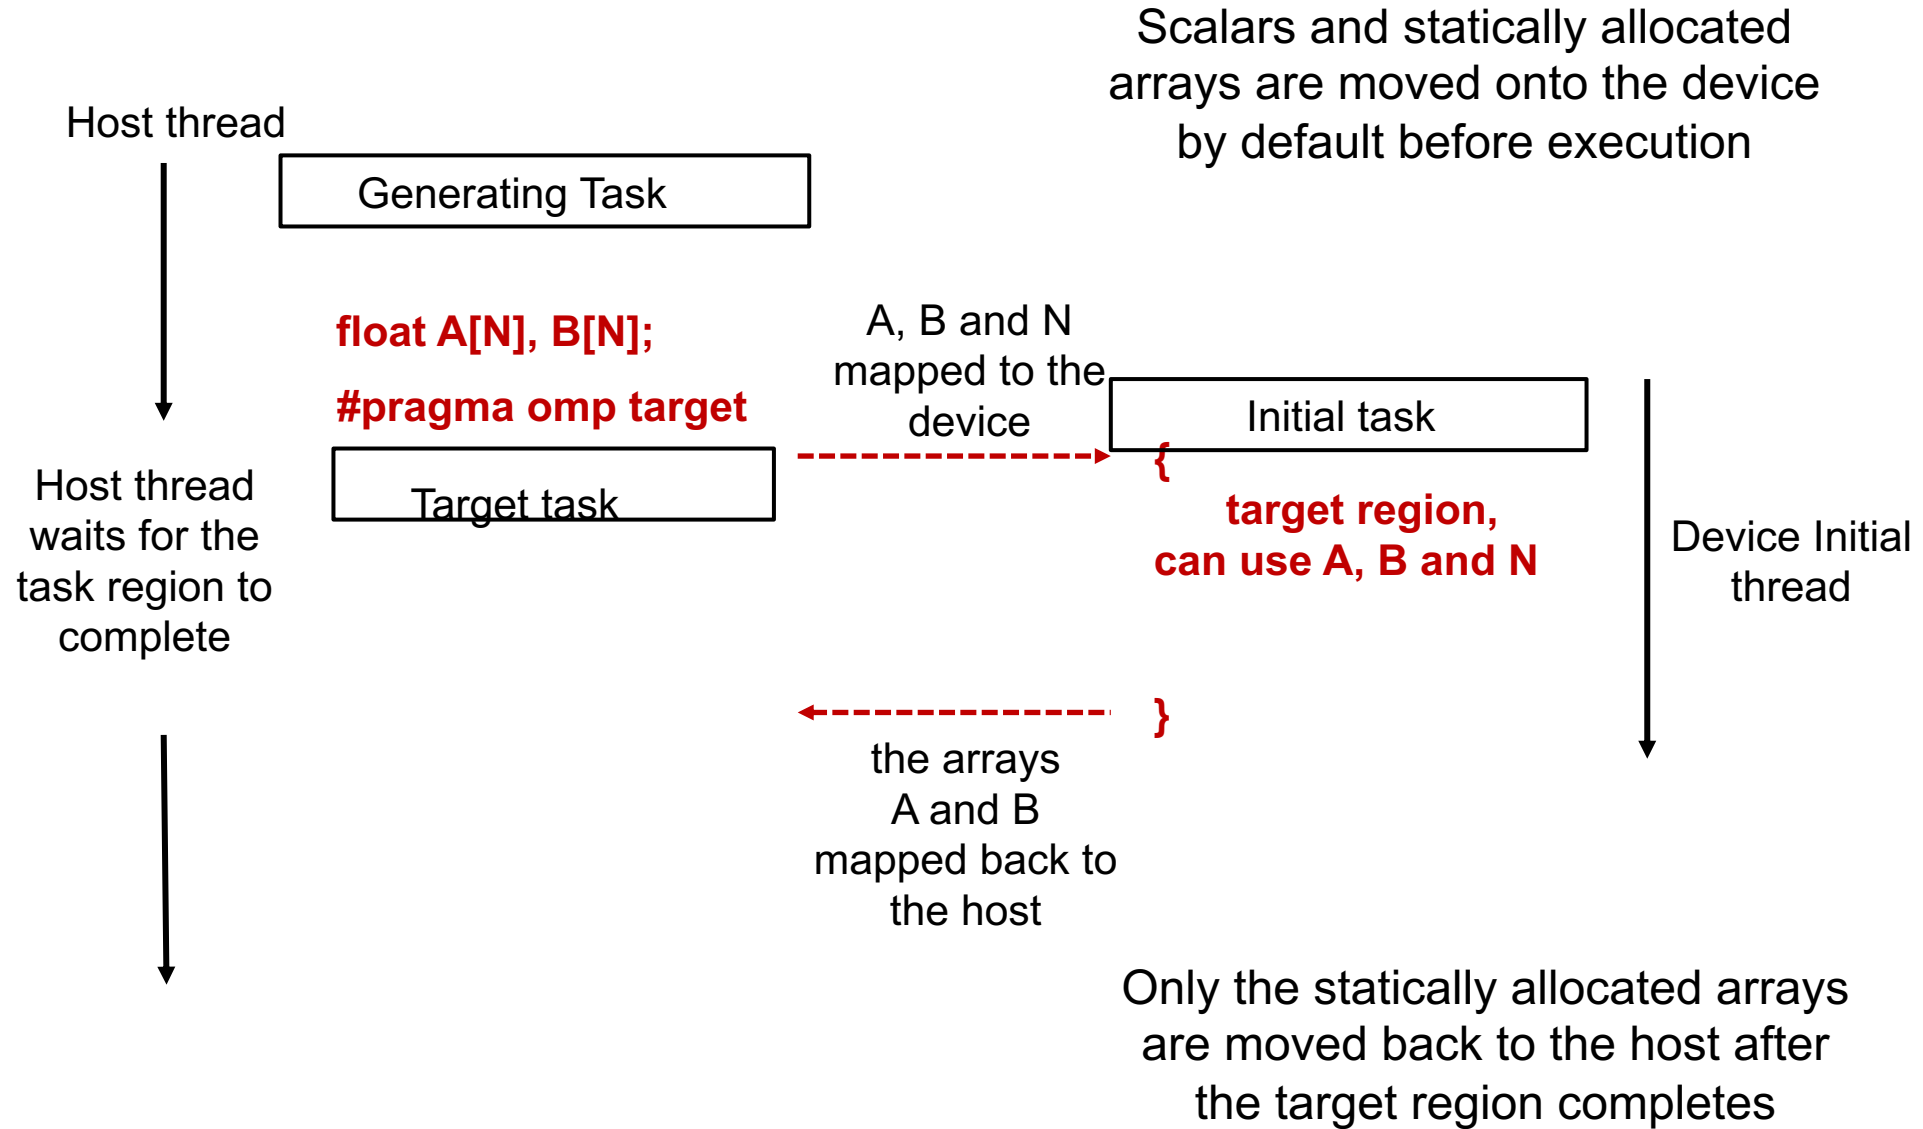 Scalars and statically allocated
arrays are moved onto the device
by default before execution
Host thread
Generating Task
float A[N], B[N];
#pragma omp target
A, B and N
mapped to the
device
Initial task
{
target region,
can use A, B and N
Host thread
waits for the
task region to
complete
Target task
Device Initial
thread
}
the arrays
A and B
mapped back to
the host
Only the statically allocated arrays
are moved back to the host after
the target region completes